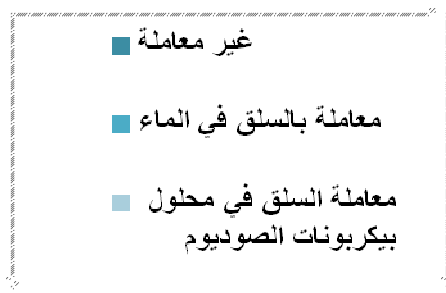 غير معاملة
معاملة بالسلق في الماء
معاملة السلق في محلول
بيكربونات الصوديوم